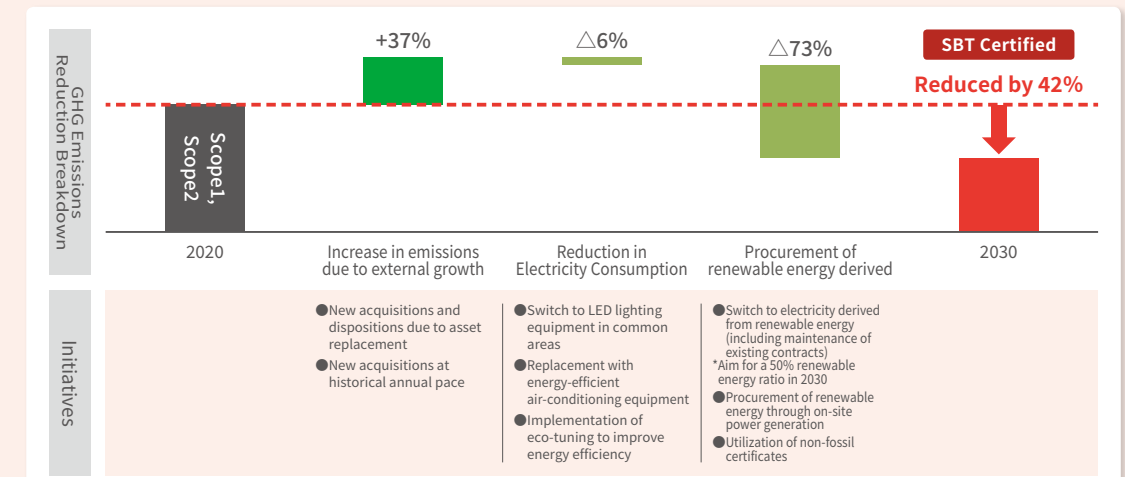 GHG Emissions
Reduction Breakdown
+37%
△6%
△73%
SBT Certified
Reduced by 42%
Scope1,
Scope2
2020
Increase in emissions
due to external growth
Reduction in
Electricity Consumption
Procurement of
renewable energy derived
2030
Initiatives
●New acquisitions and
dispositions due to asset
replacement
●New acquisitions at
historical annual pace
●Switch to LED lighting
equipment in common
areas
●Replacement with
energy-efficient
air-conditioning equipment
●Implementation of
eco-tuning to improve
energy efficiency
●Switch to electricity derived
from renewable energy
(including maintenance of
existing contracts)
*Aim for a 50% renewable
energy ratio in 2030
●Procurement of renewable
energy through on-site
power generation
●Utilization of non-fossil
certificates